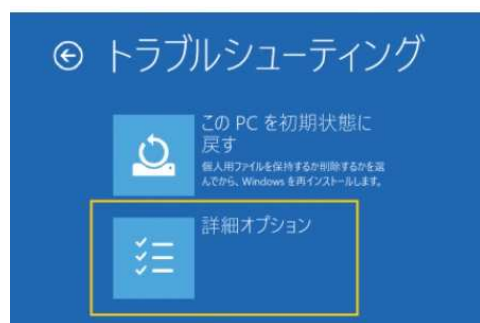 トラブルシューティング
この PC を初期状態に
戻す
個人用ファイルを保持するか削除するかを選
んでから、Windows を再インストールします。
詳細オプション